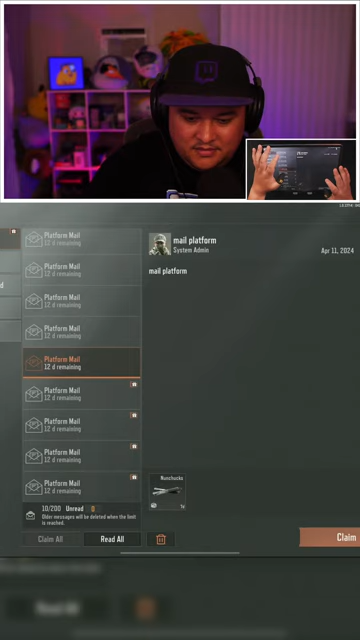 Platform Mail
12 d remaining
Platform Mail
12 d remaining
Platform Mail
12 d remaining
Platform Mail
12 d remaining
Platform Mail
12 d remaining
Platform Mail
12 d remaining
Platform Mail
12 d remaining
Platform Mail
12 d remaining
Platform Mail
12 d remaining
10/200 Unread 0
Older messages will be deleted when the limit
is reached.
Claim All
Read All
mail platform
System Admin
Apr 11, 2024
mail platform
Nunchucks
1x
Claim
Read All